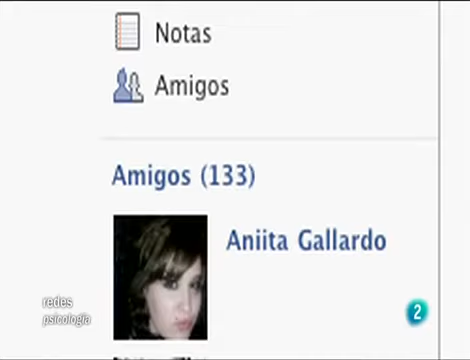 Notas
Amigos
Amigos (133)
Aniita Gallardo
redes
psicología
2